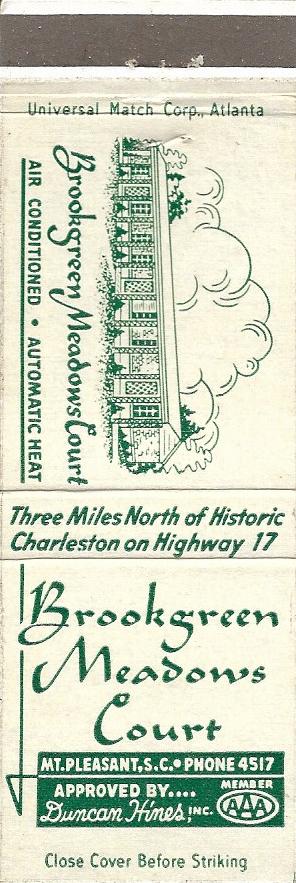 Universal Match Corp., Atlanta
Brookgreen Meadows Court
AIR CONDITIONED • AUTOMATIC HEAT
Three Miles North of Historic
Charleston on Highway 17
Brookgreen
Meadows
Court
MT. PLEASANT, S.C. • PHONE 4517
APPROVED BY....
Duncan Hines, INC.
MEMBER
AAA
Close Cover Before Striking